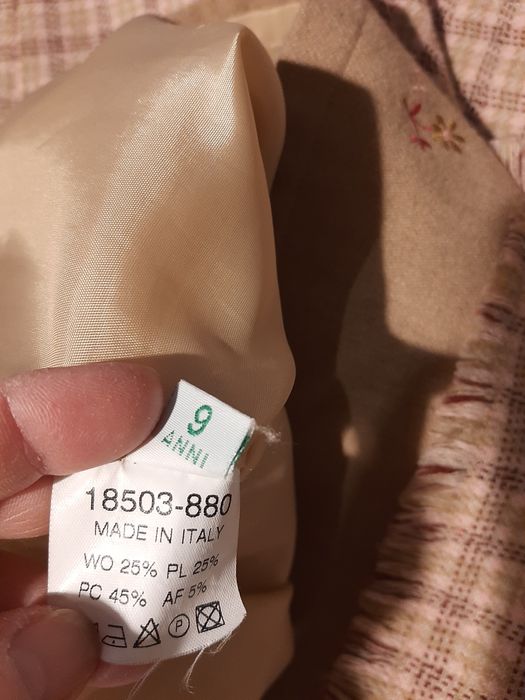 9
ANNI
18503-880
MADE IN ITALY
WO 25% PL 25%
PC 45% AF 5%
P